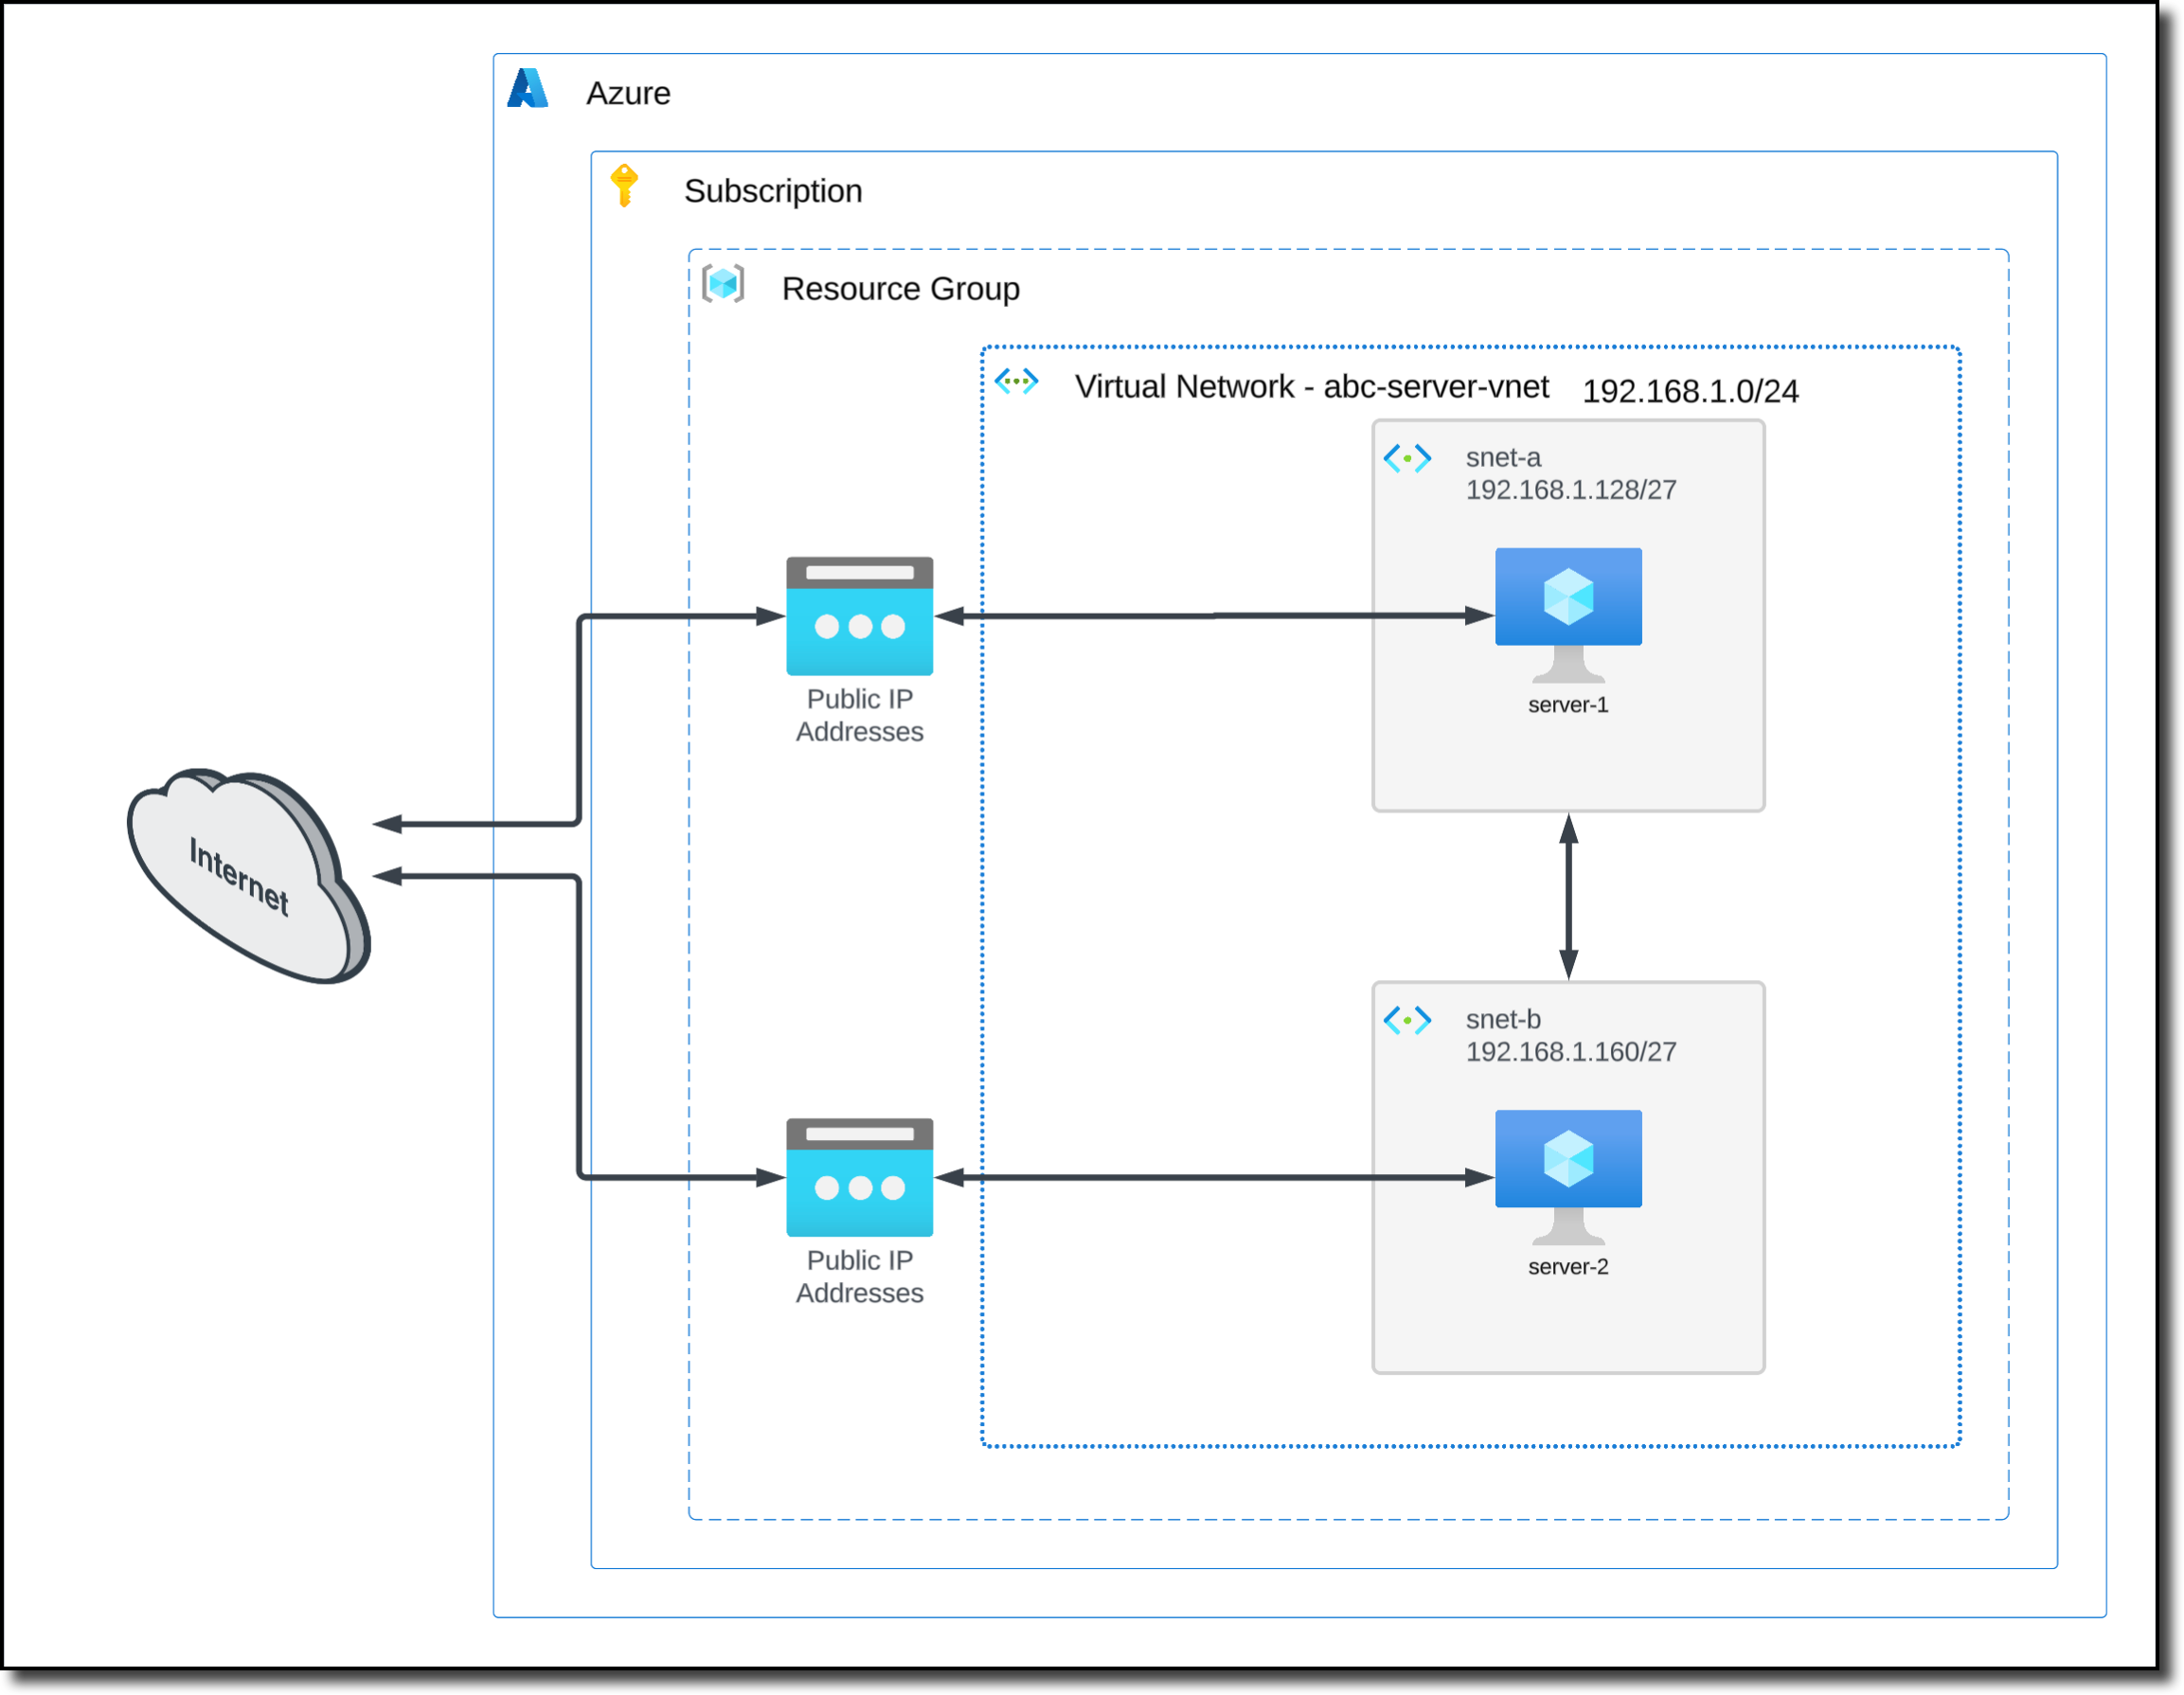 Azure
Subscription
Resource Group
Virtual Network - abc-server-vnet 192.168.1.0/24
snet-a
192.168.1.128/27
server-1
Public IP
Addresses
Internet
snet-b
192.168.1.160/27
server-2
Public IP
Addresses